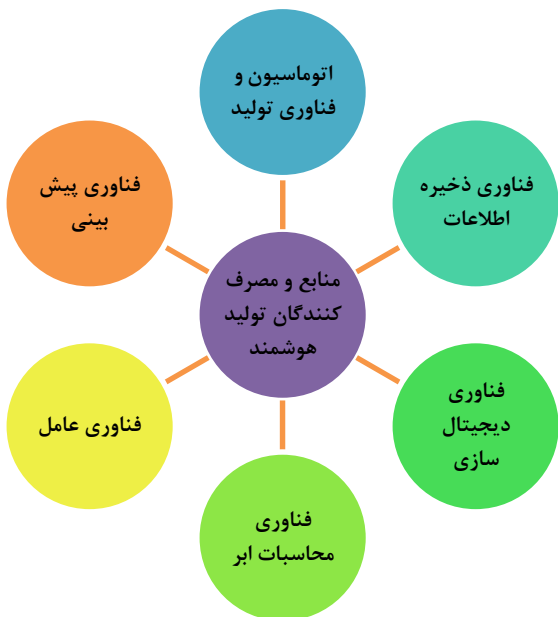 اتوماسیون و
فناوری تولید
فناوری ذخیره
اطلاعات
فناوری
دیجیتال
سازی
فناوری
محاسبات ابر
فناوری عامل
فناوری پیش
بینی
منابع و مصرف
کنندگان تولید
هوشمند